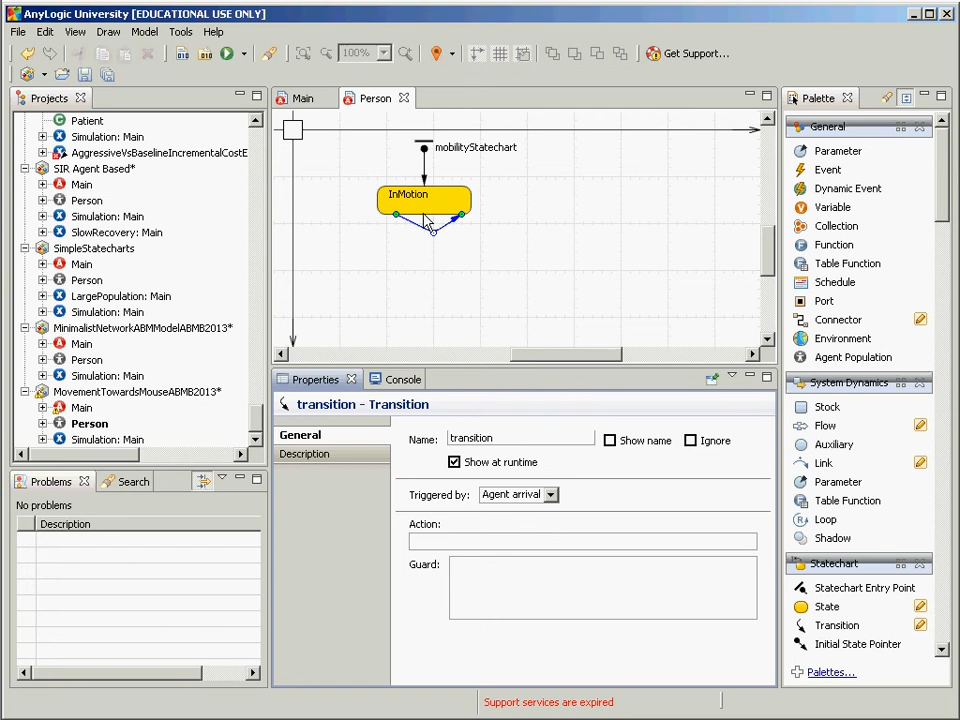 AnyLogic University [EDUCATIONAL USE ONLY]
File Edit View Draw Model Tools Help
100% Get Support...
Projects
Patient
Simulation: Main
AggressiveVsBaselineIncrementalCostE
SIR Agent Based*
Main
Person
Simulation: Main
SlowRecovery: Main
SimpleStatecharts
Main
Person
LargePopulation: Main
Simulation: Main
MinimalistNetworkABMModelABMB2013*
Main
Person
Simulation: Main
MovementTowardsMouseABMB2013*
Main
Person
Simulation: Main
Problems Search
No problems
Description
Main Person
mobilityStatechart
InMotion
Properties Console
transition - Transition
General
Description
Name: transition Show name Ignore
Show at runtime
Triggered by: Agent arrival
Action:
Guard:
Palette
General
Parameter
Event
Dynamic Event
Variable
Collection
Function
Table Function
Schedule
Port
Connector
Environment
Agent Population
System Dynamics
Stock
Flow
Auxiliary
Link
Parameter
Table Function
Loop
Shadow
Statechart
Statechart Entry Point
State
Transition
Initial State Pointer
Palettes...
Support services are expired